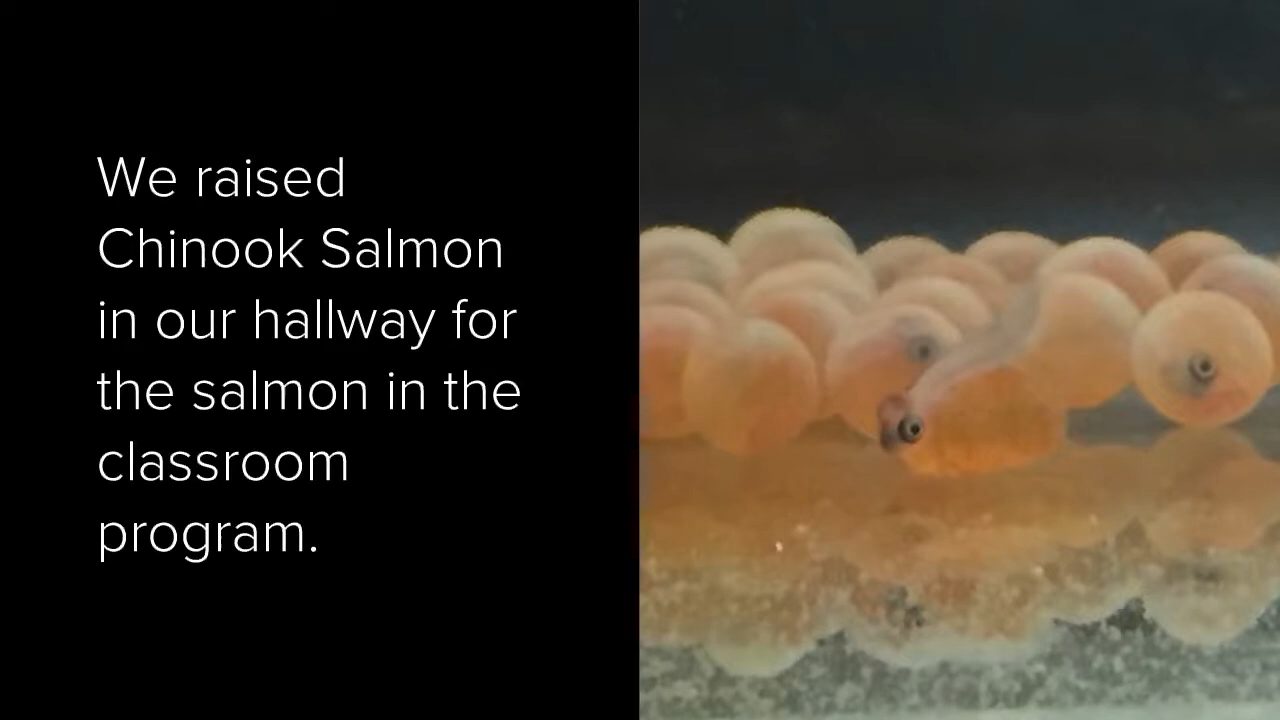 We raised
Chinook Salmon
in our hallway for
the salmon in the
classroom
program.